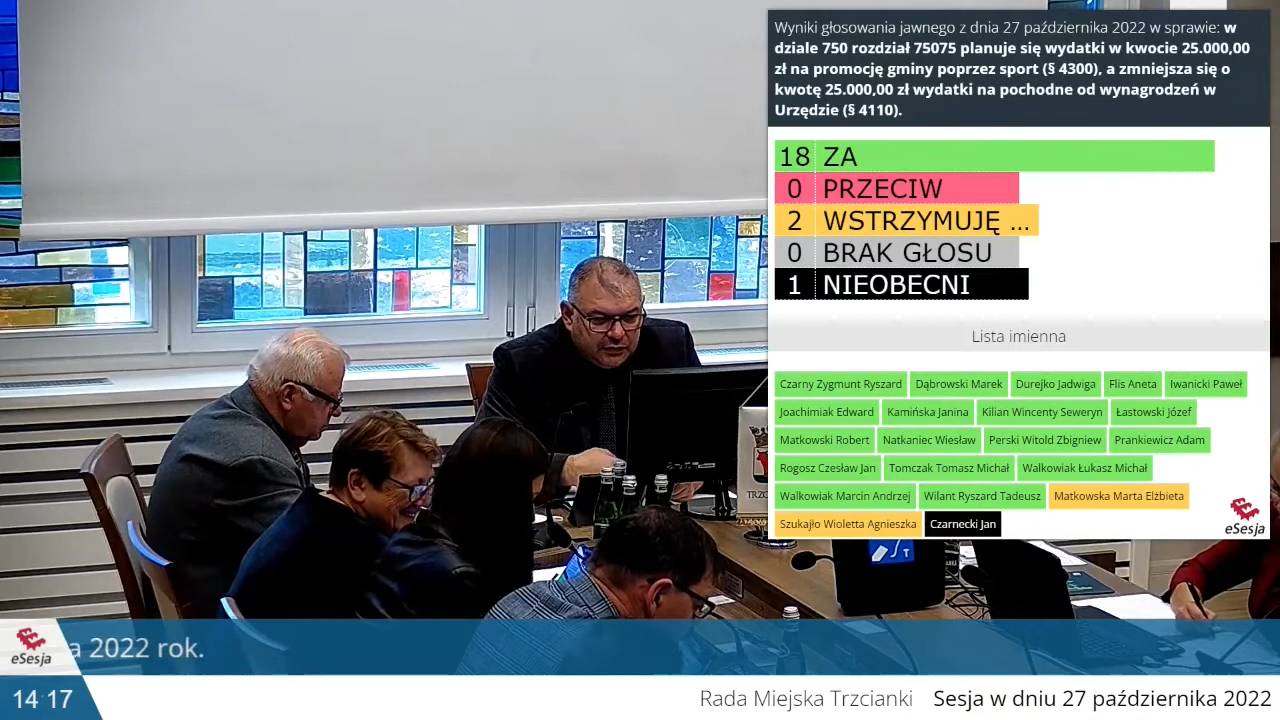 Wyniki głosowania jawnego z dnia 27 października 2022 w sprawie: w
dziale 750 rozdział 75075 planuje się wydatki w kwocie 25.000,00
zł na promocję gminy poprzez sport (§ 4300), a zmniejsza się o
kwotę 25.000,00 zł wydatki na pochodne od wynagrodzeń w
Urzędzie (§ 4110).
18 ZA
0 PRZECIW
2 WSTRZYMUJĘ ...
0 BRAK GŁOSU
1 NIEOBECNI
Lista imienna
Czarny Zygmunt Ryszard Dąbrowski Marek Durejko Jadwiga Flis Aneta Iwanicki Paweł
Joachimiak Edward Kamińska Janina Kilian Wincenty Seweryn Łastowski Józef
Matkowski Robert Natkaniec Wiesław Perski Witold Zbigniew Prankiewicz Adam
Rogosz Czesław Jan Tomczak Tomasz Michał Walkowiak Łukasz Michał
Walkowiak Marcin Andrzej Wilant Ryszard Tadeusz Matkowska Marta Elżbieta
Szukajło Wioletta Agnieszka Czarnecki Jan
eSesja
eSesja
a 2022 rok.
14:17
Rada Miejska Trzcianki Sesja w dniu 27 października 2022